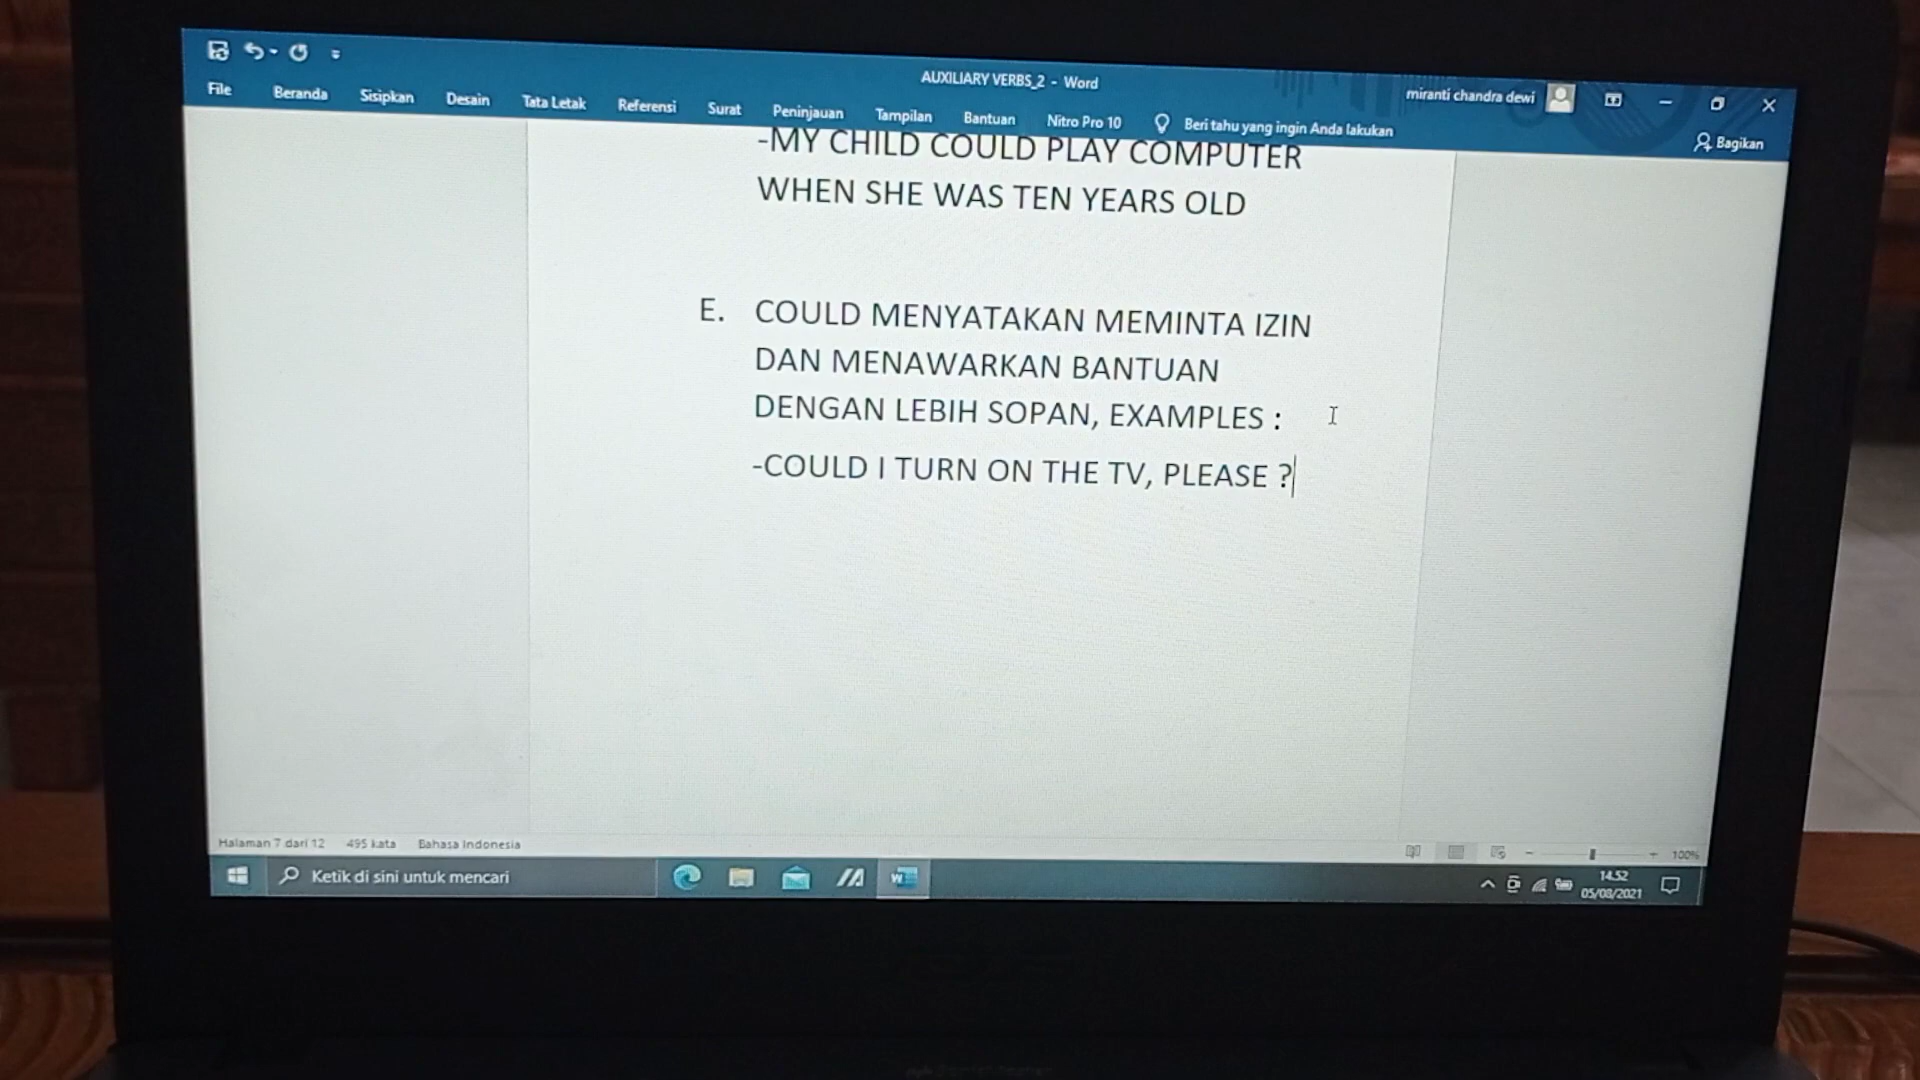 AUXILIARY VERBS_2 - Word
miranti chandra dewi
File Beranda Sisipkan Desain Tata Letak Referensi Surat Peninjauan Tampilan Bantuan Nitro Pro 10 Beri tahu yang ingin Anda lakukan
Bagikan
-MY CHILD COULD PLAY COMPUTER
WHEN SHE WAS TEN YEARS OLD
E. COULD MENYATAKAN MEMINTA IZIN
DAN MENAWARKAN BANTUAN
DENGAN LEBIH SOPAN, EXAMPLES :
-COULD I TURN ON THE TV, PLEASE ?
Halaman 7 dari 12 495 kata Bahasa Indonesia
100%
Ketik di sini untuk mencari
14.52
05/08/2021